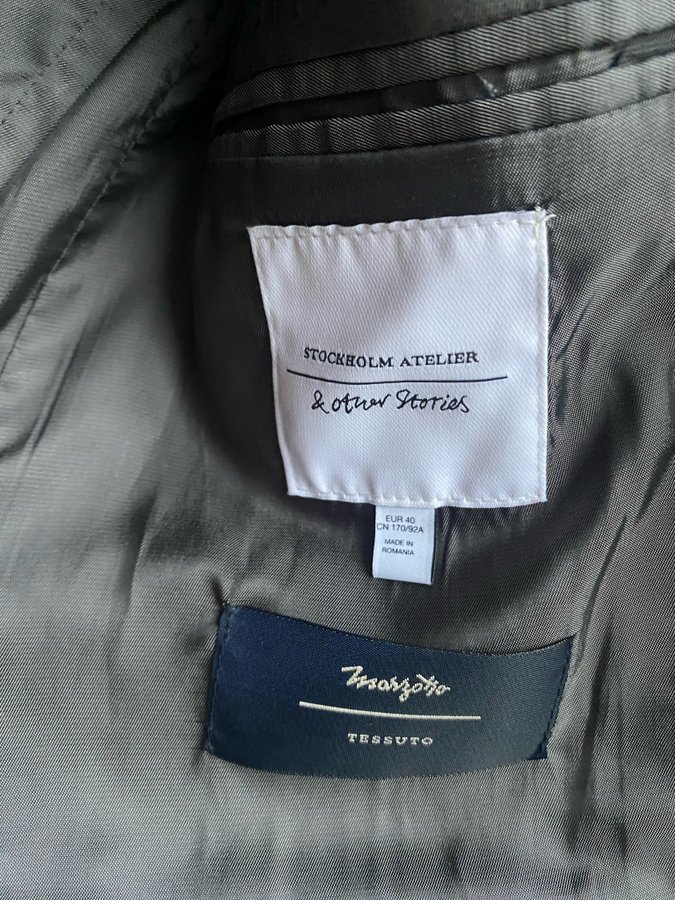 STOCKHOLM ATELIER
& other Stories
EUR 40
CN 170/92A
MADE IN
ROMANIA
Marzotto
TESSUTO